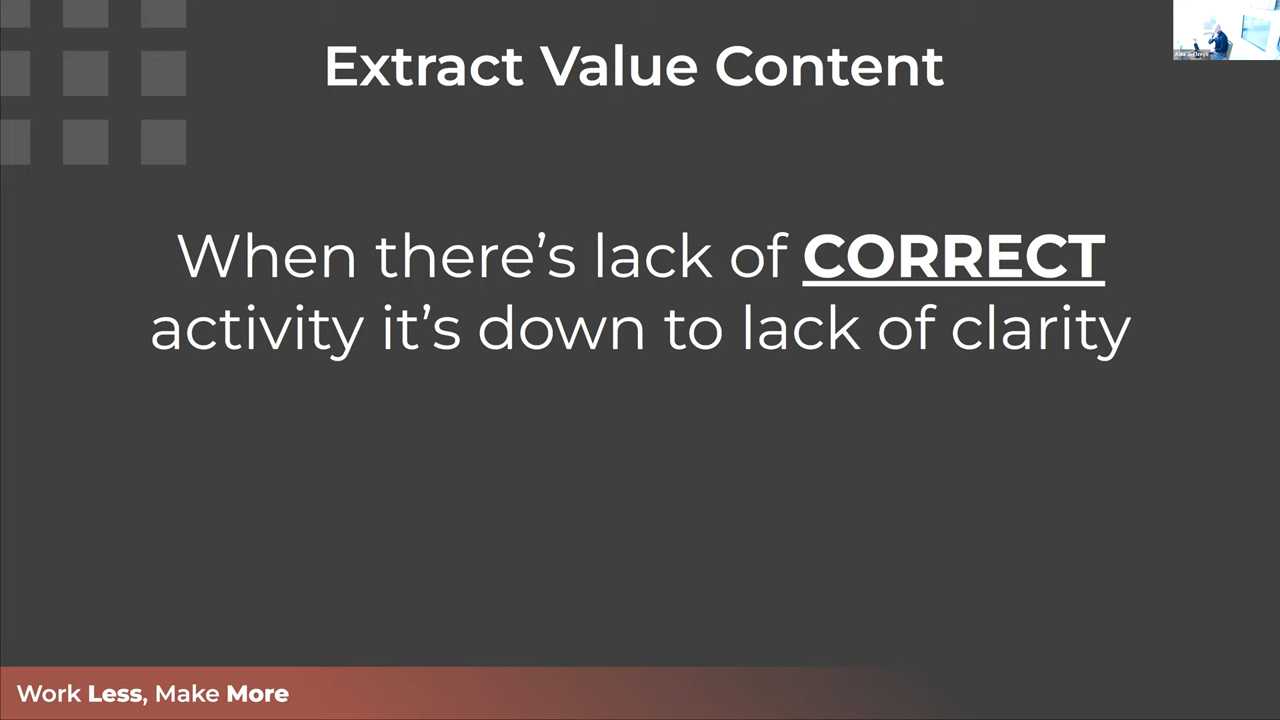 Extract Value Content
When there’s lack of CORRECT
activity it’s down to lack of clarity
Work Less, Make More